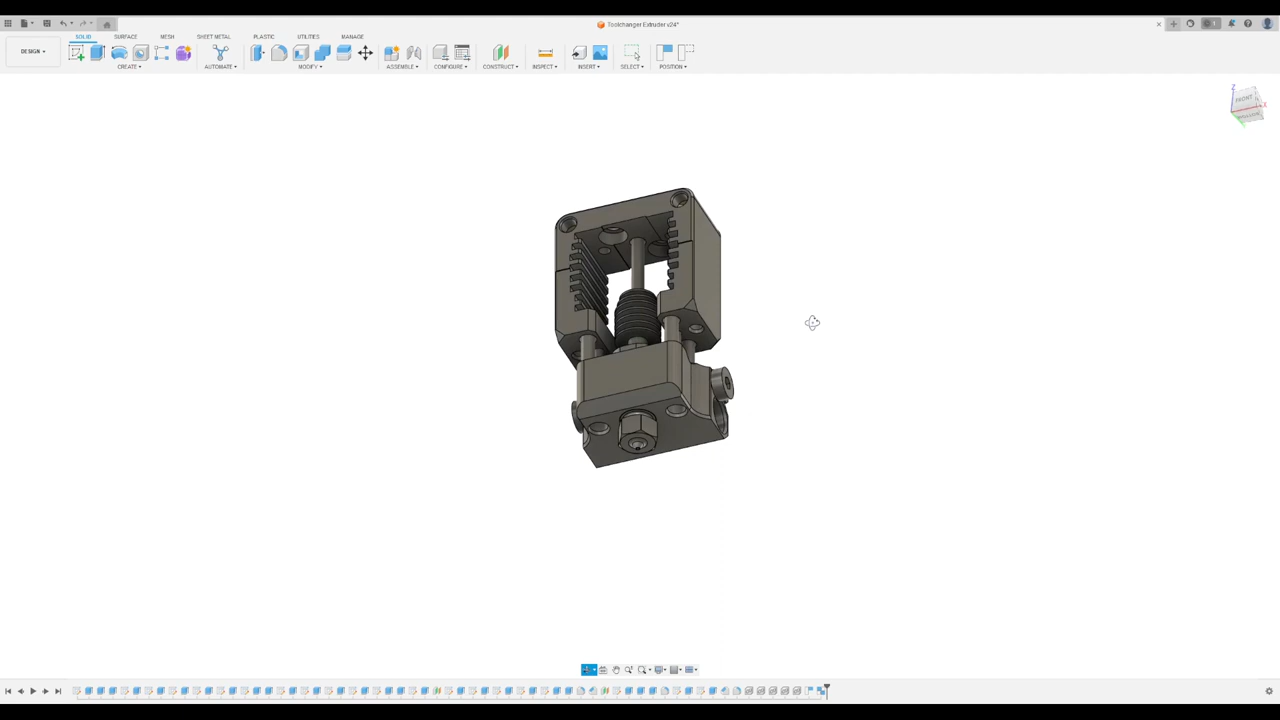 Toolchanger Extruder v24*
DESIGN
SOLID SURFACE MESH SHEET METAL PLASTIC UTILITIES MANAGE
CREATE AUTOMATE MODIFY ASSEMBLE CONFIGURE CONSTRUCT INSPECT INSERT SELECT POSITION
Z
FRONT
X